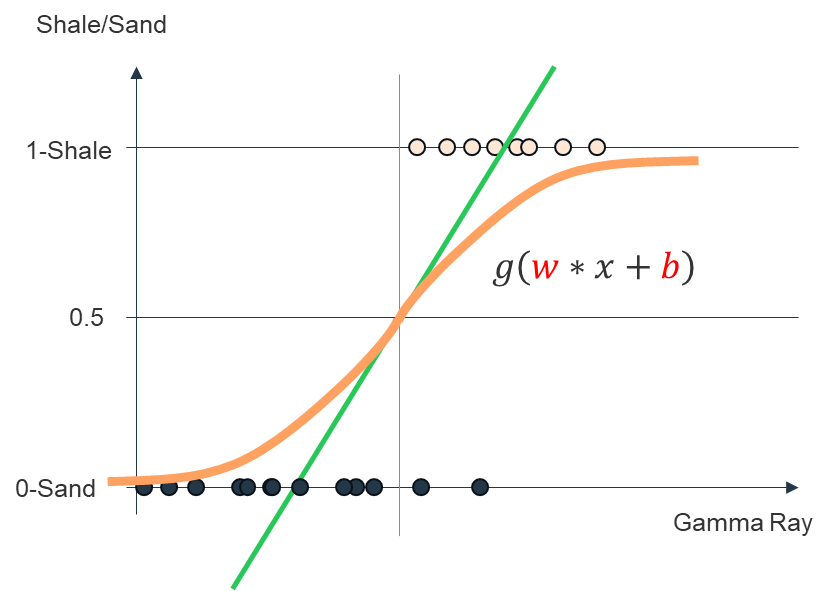 Shale/Sand
1-Shale
g(w * x + b)
0.5
0-Sand
Gamma Ray